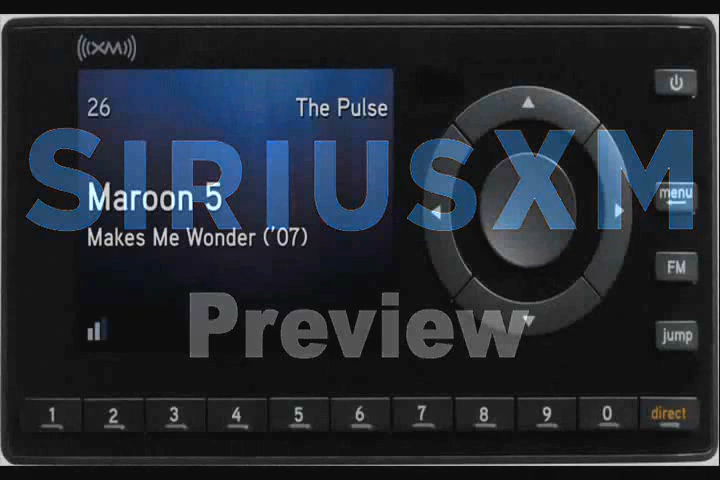 ((XM))
26 The Pulse
SIRIUSXM
Maroon 5
Makes Me Wonder ('07)
menu
FM
Preview
jump
1 2 3 4 5 6 7 8 9 0 direct